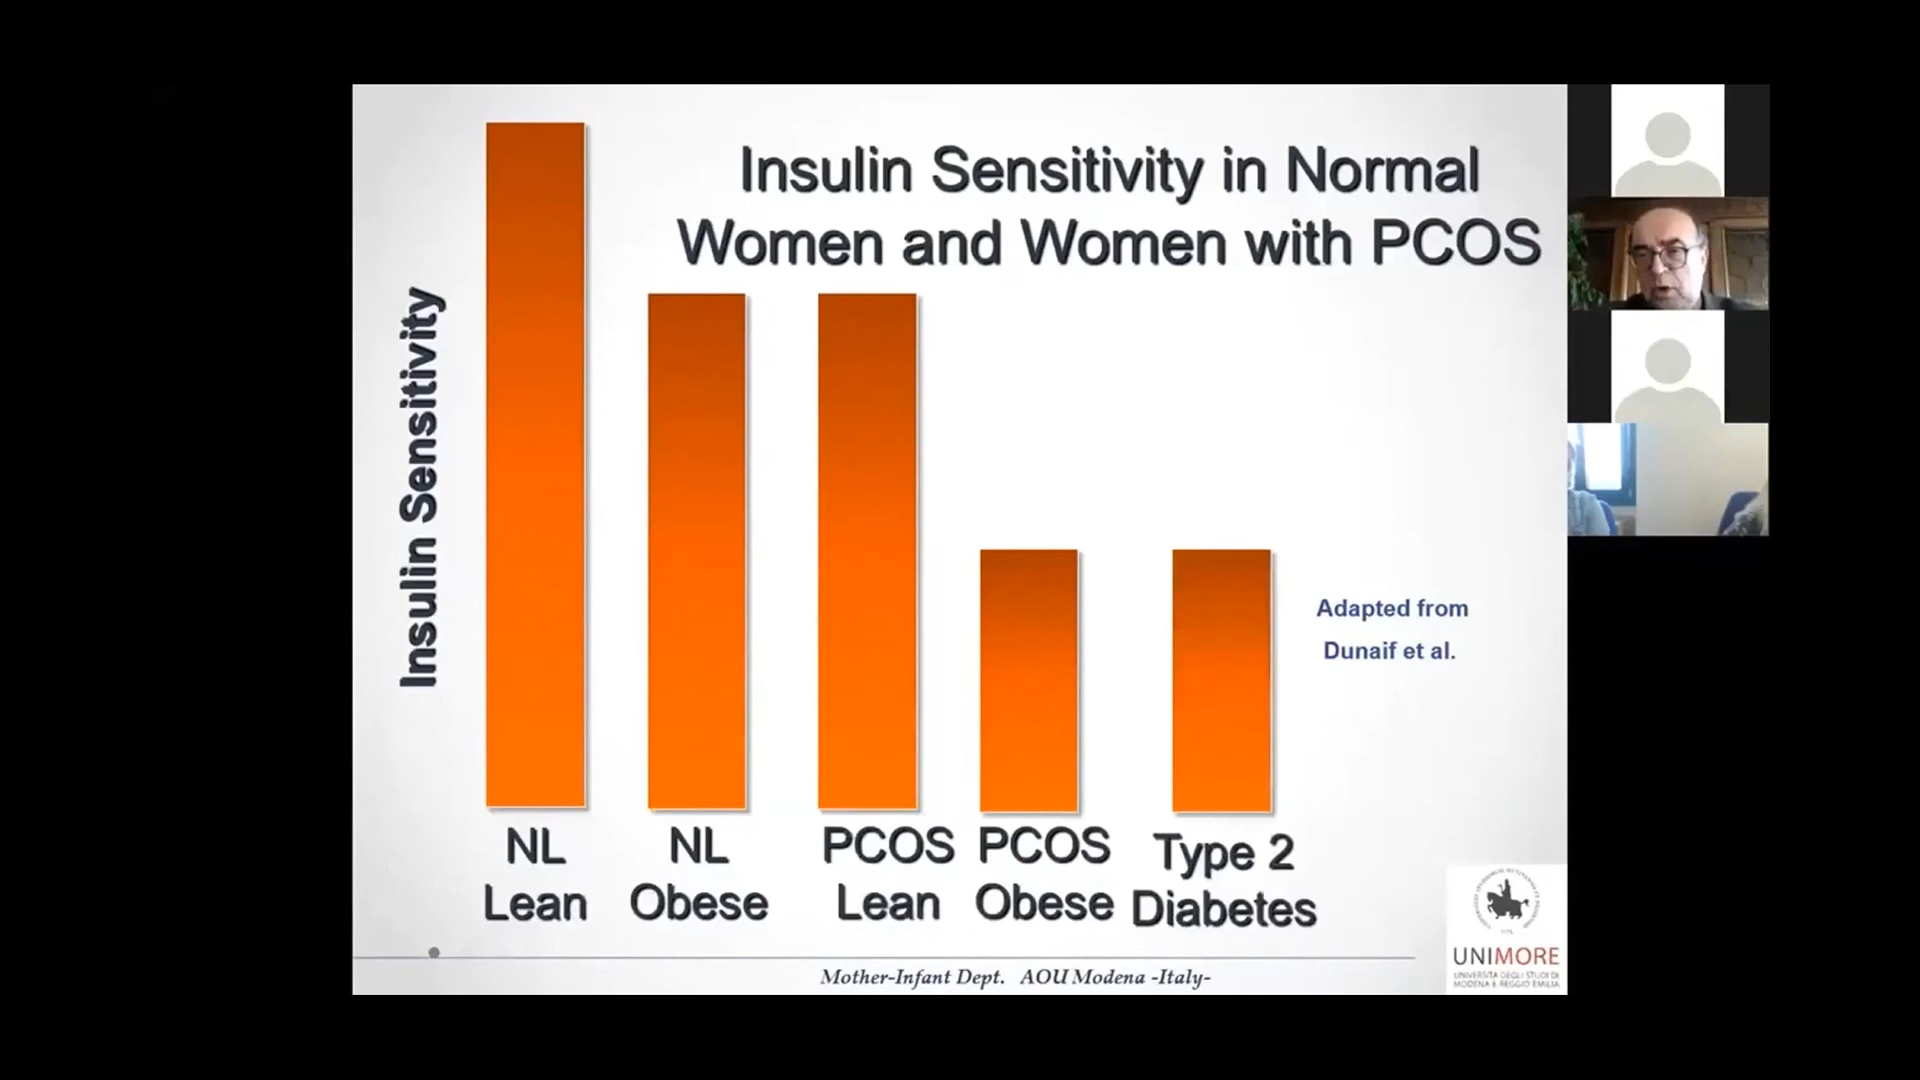 Insulin Sensitivity in Normal
Women and Women with PCOS
Insulin Sensitivity
NL
Lean
NL
Obese
PCOS
Lean
PCOS
Obese
Type 2
Diabetes
Adapted from
Dunaif et al.
Mother-Infant Dept. AOU Modena -Italy-
UNIMORE
UNIVERSITÀ DEGLI STUDI DI
MODENA E REGGIO EMILIA